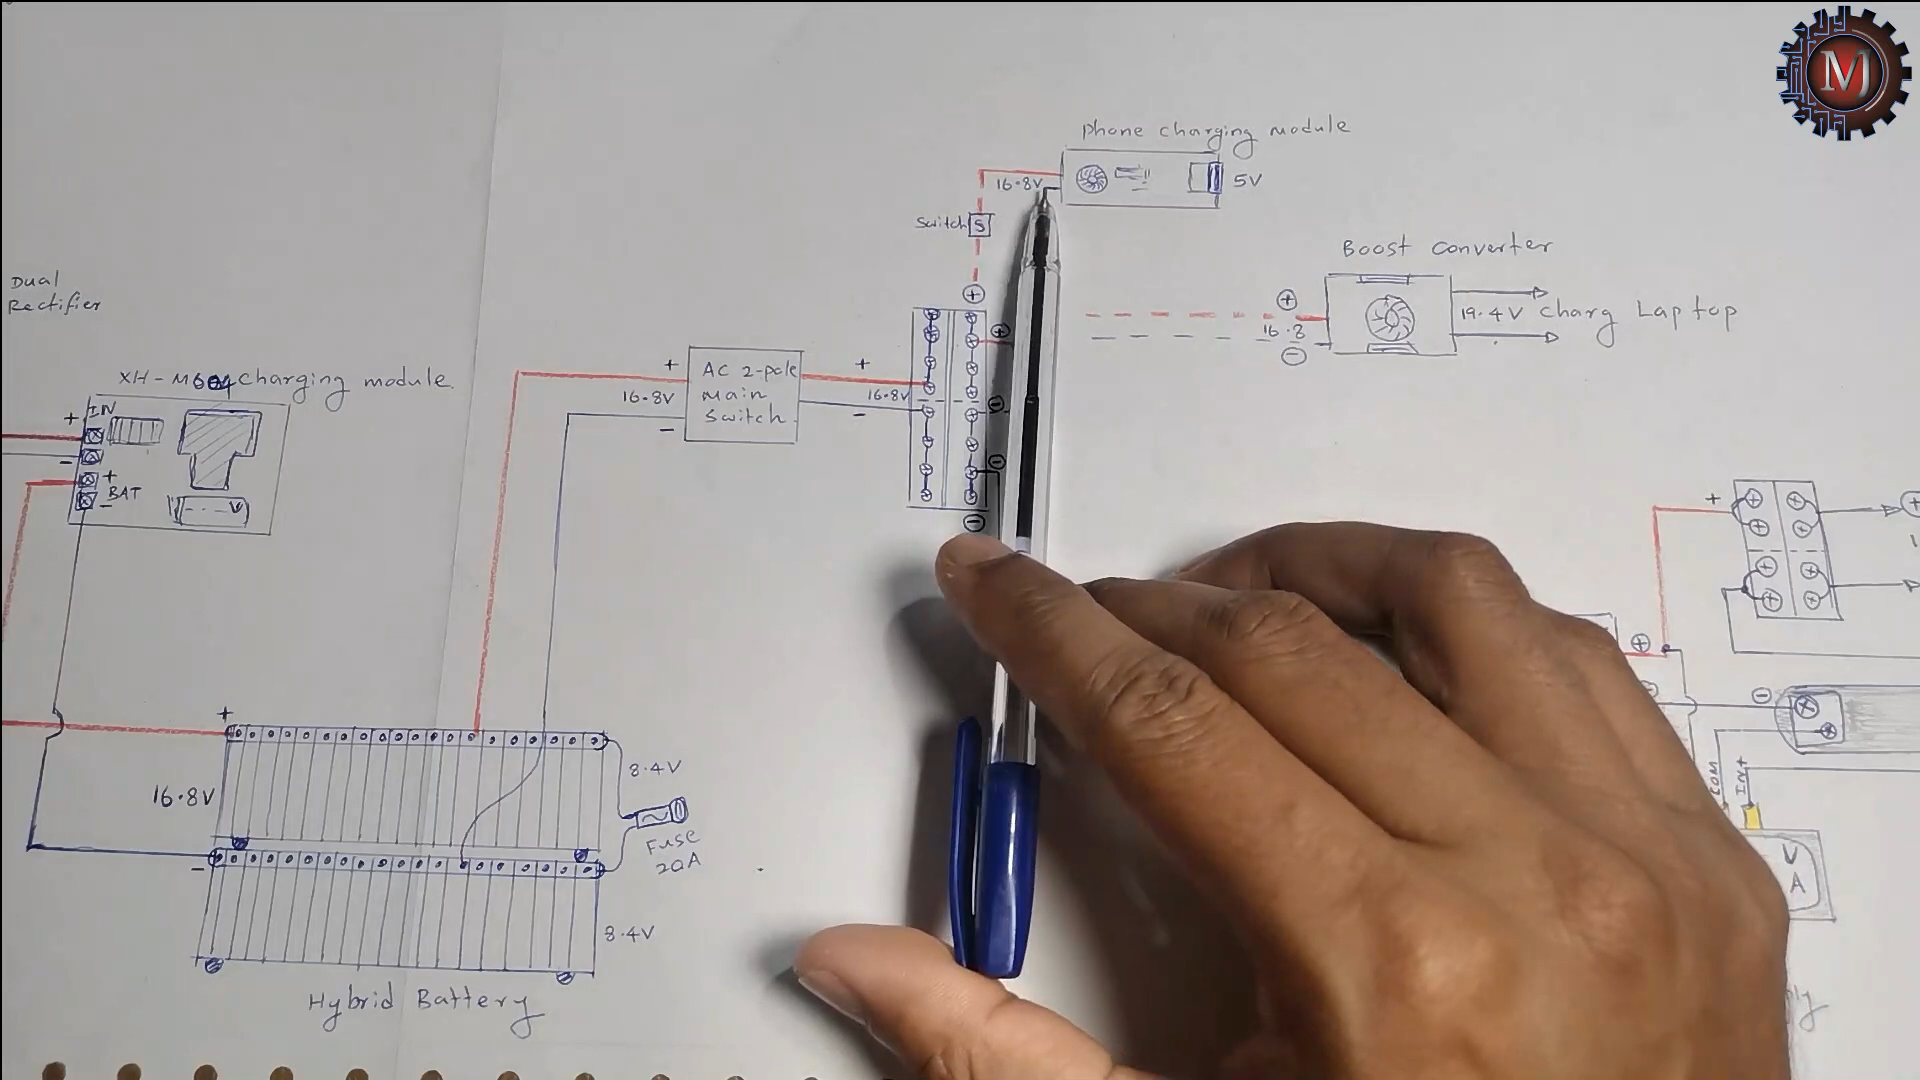 MJ
phone charging module
16.8V
5V
Switch S
Boost converter
Dual
Rectifier
+
16.8
-
19.4V Charg Laptop
XH-M604 charging module.
+ IN
-
+
BAT
-
+
16.8V
-
AC 2-pole
main
Switch
+
16.8V
-
+
+
-
-
-
+
+
-
COM
IN+
V
A
+
16.8V
-
8.4V
Fuse
20A
8.4V
Hybrid Battery